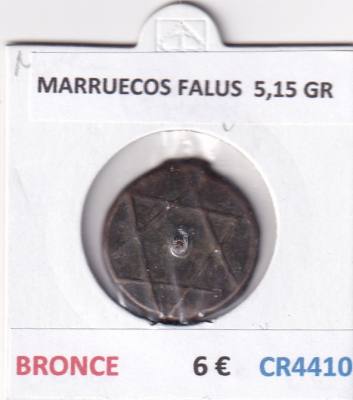 MARRUECOS FALUS 5,15 GR
BRONCE 6 € CR4410